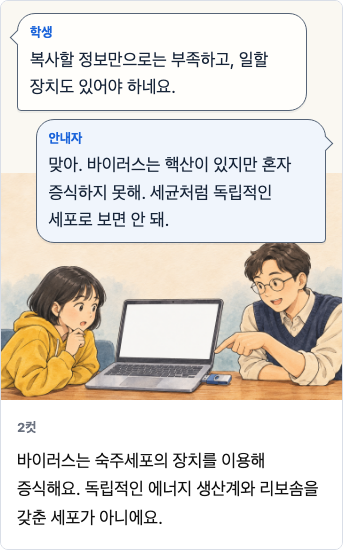 학생
복사할 정보만으로는 부족하고, 일할
장치도 있어야 하네요.
안내자
맞아. 바이러스는 핵산이 있지만 혼자
증식하지 못해. 세균처럼 독립적인
세포로 보면 안 돼.
2컷
바이러스는 숙주세포의 장치를 이용해
증식해요. 독립적인 에너지 생산계와 리보솜을
갖춘 세포가 아니에요.